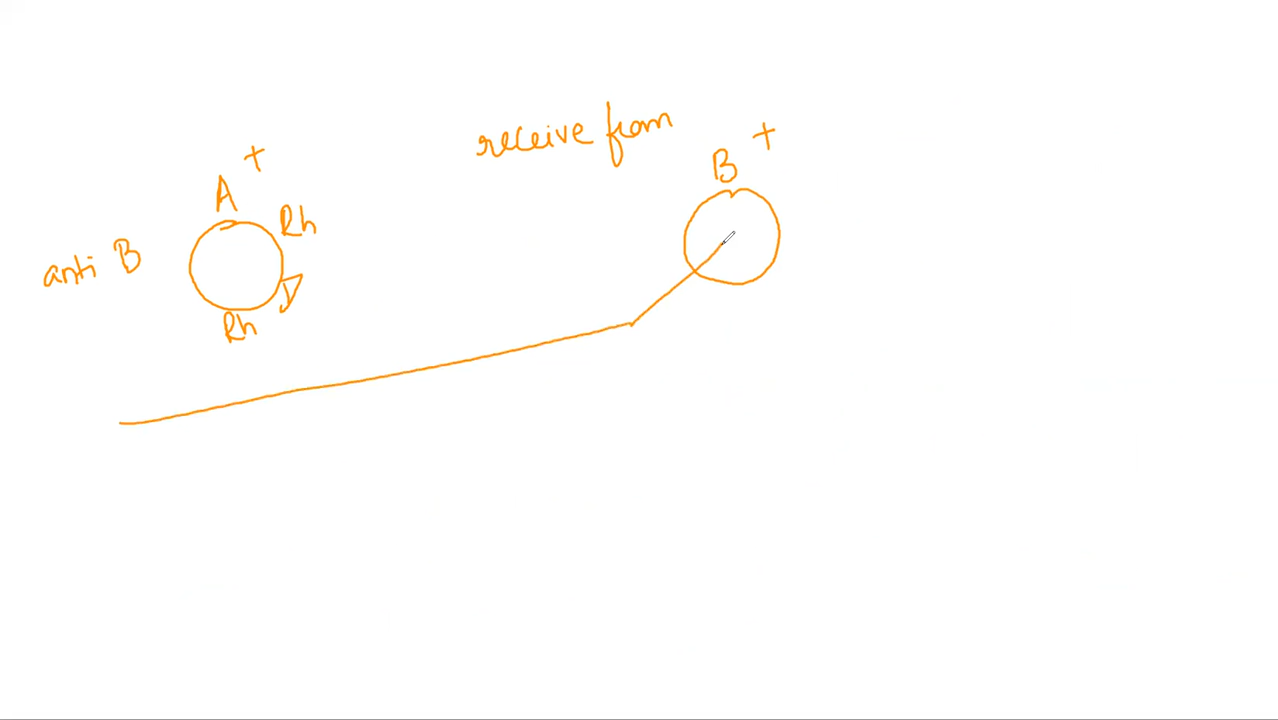 receive from
A +
B +
Rh
anti B
Rh